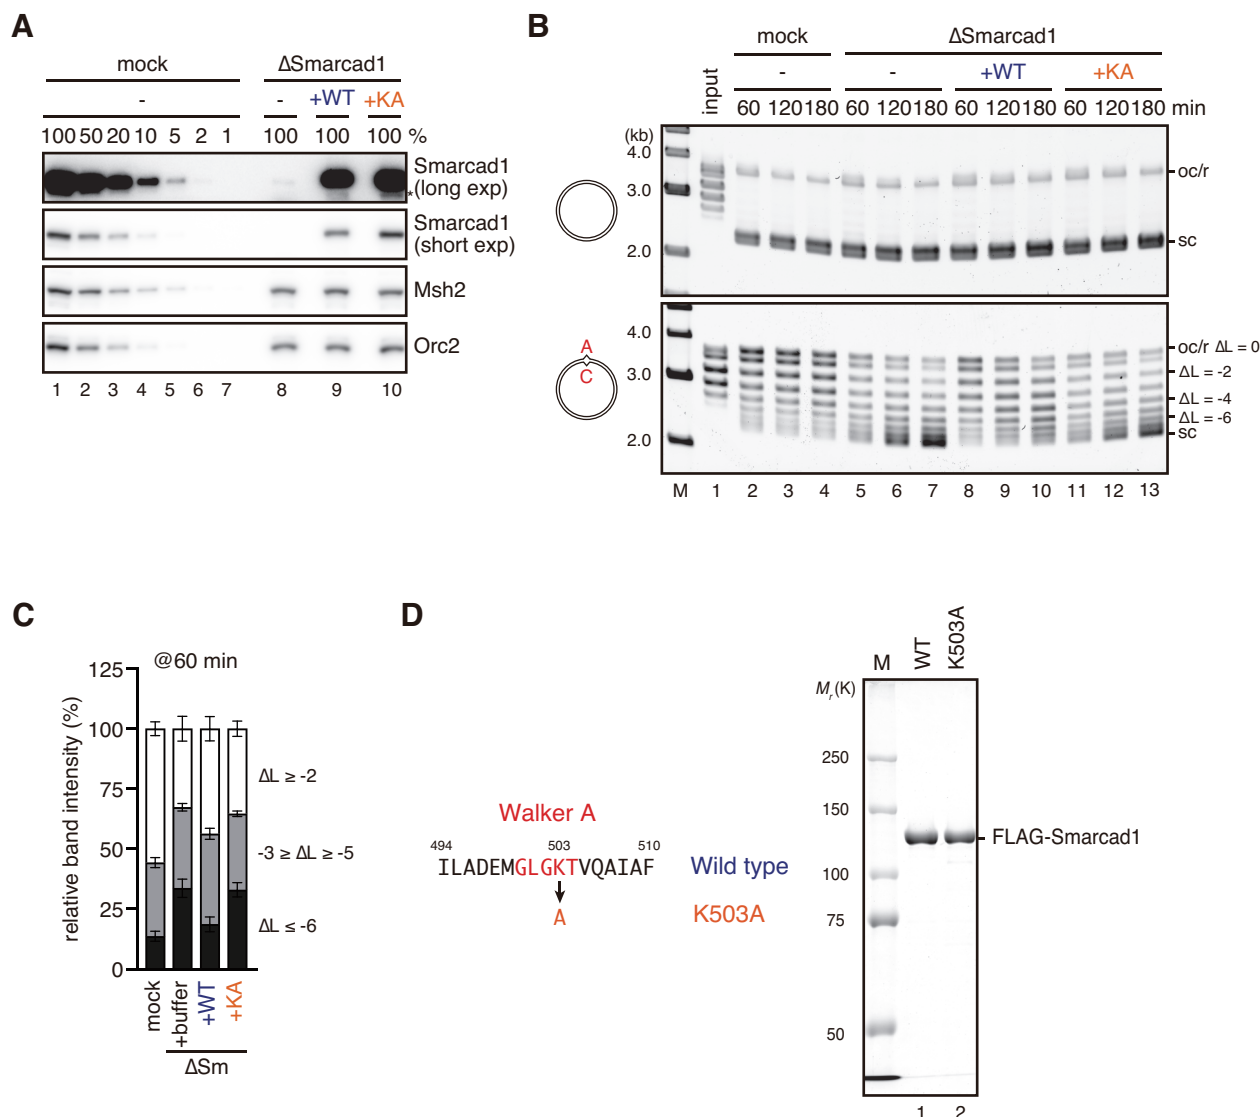 A
mock
ΔSmarcad1
-
-
+WT
+KA
100 50 20 10 5 2 1 100 100 100 %
Smarcad1
(long exp)
*
Smarcad1
(short exp)
Msh2
Orc2
1 2 3 4 5 6 7 8 9 10
B
mock
ΔSmarcad1
input
-
-
+WT
+KA
60 120 180 60 120 180 60 120 180 60 120 180 min
(kb)
4.0
3.0
2.0
oc/r
sc
A
C
4.0
3.0
2.0
oc/r ΔL = 0
ΔL = -2
ΔL = -4
ΔL = -6
sc
M 1 2 3 4 5 6 7 8 9 10 11 12 13
C
@60 min
relative band intensity (%)
125
100
75
50
25
0
ΔL ≥ -2
-3 ≥ ΔL ≥ -5
ΔL ≤ -6
mock
+buffer
+WT
+KA
ΔSm
D
Walker A
494 503 510
ILADEMGLGKTVQAIAF
Wild type
A
K503A
M
WT
K503A
Mr (K)
250
150
100
75
50
FLAG-Smarcad1
1 2